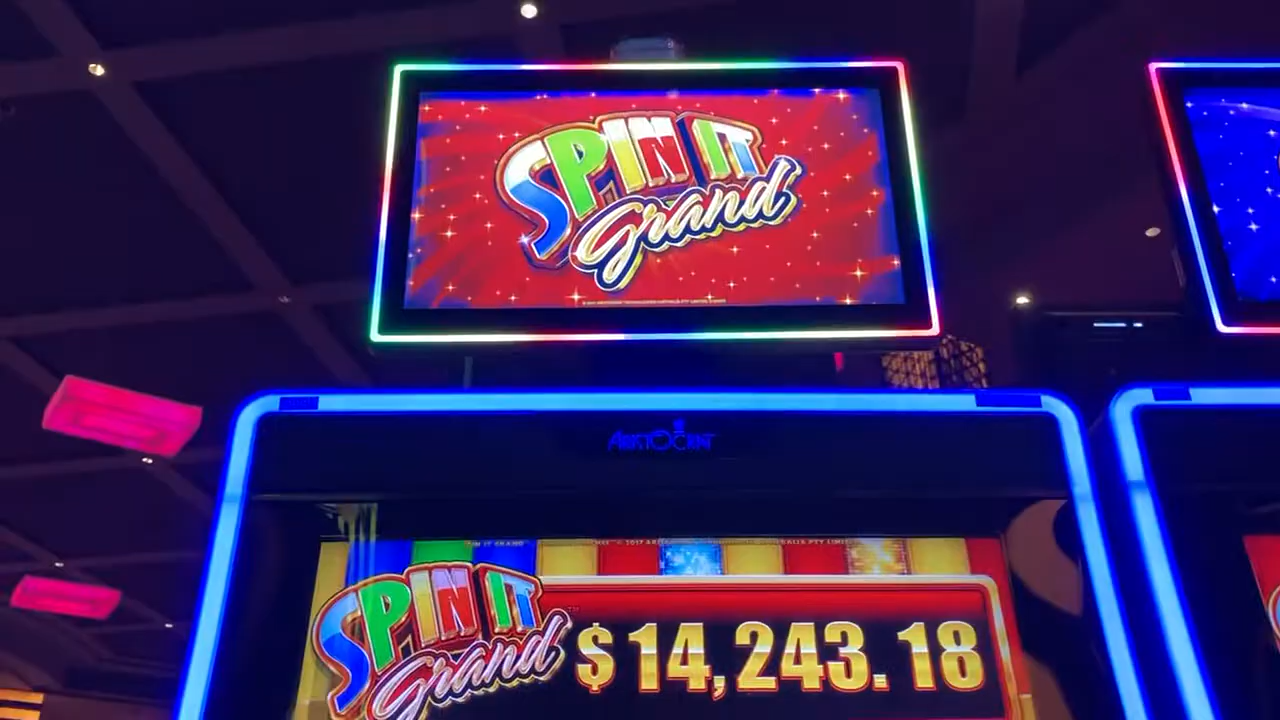 SPIN IT
Grand
ARISTOCRAT
SPIN IT
Grand
$14,243.18